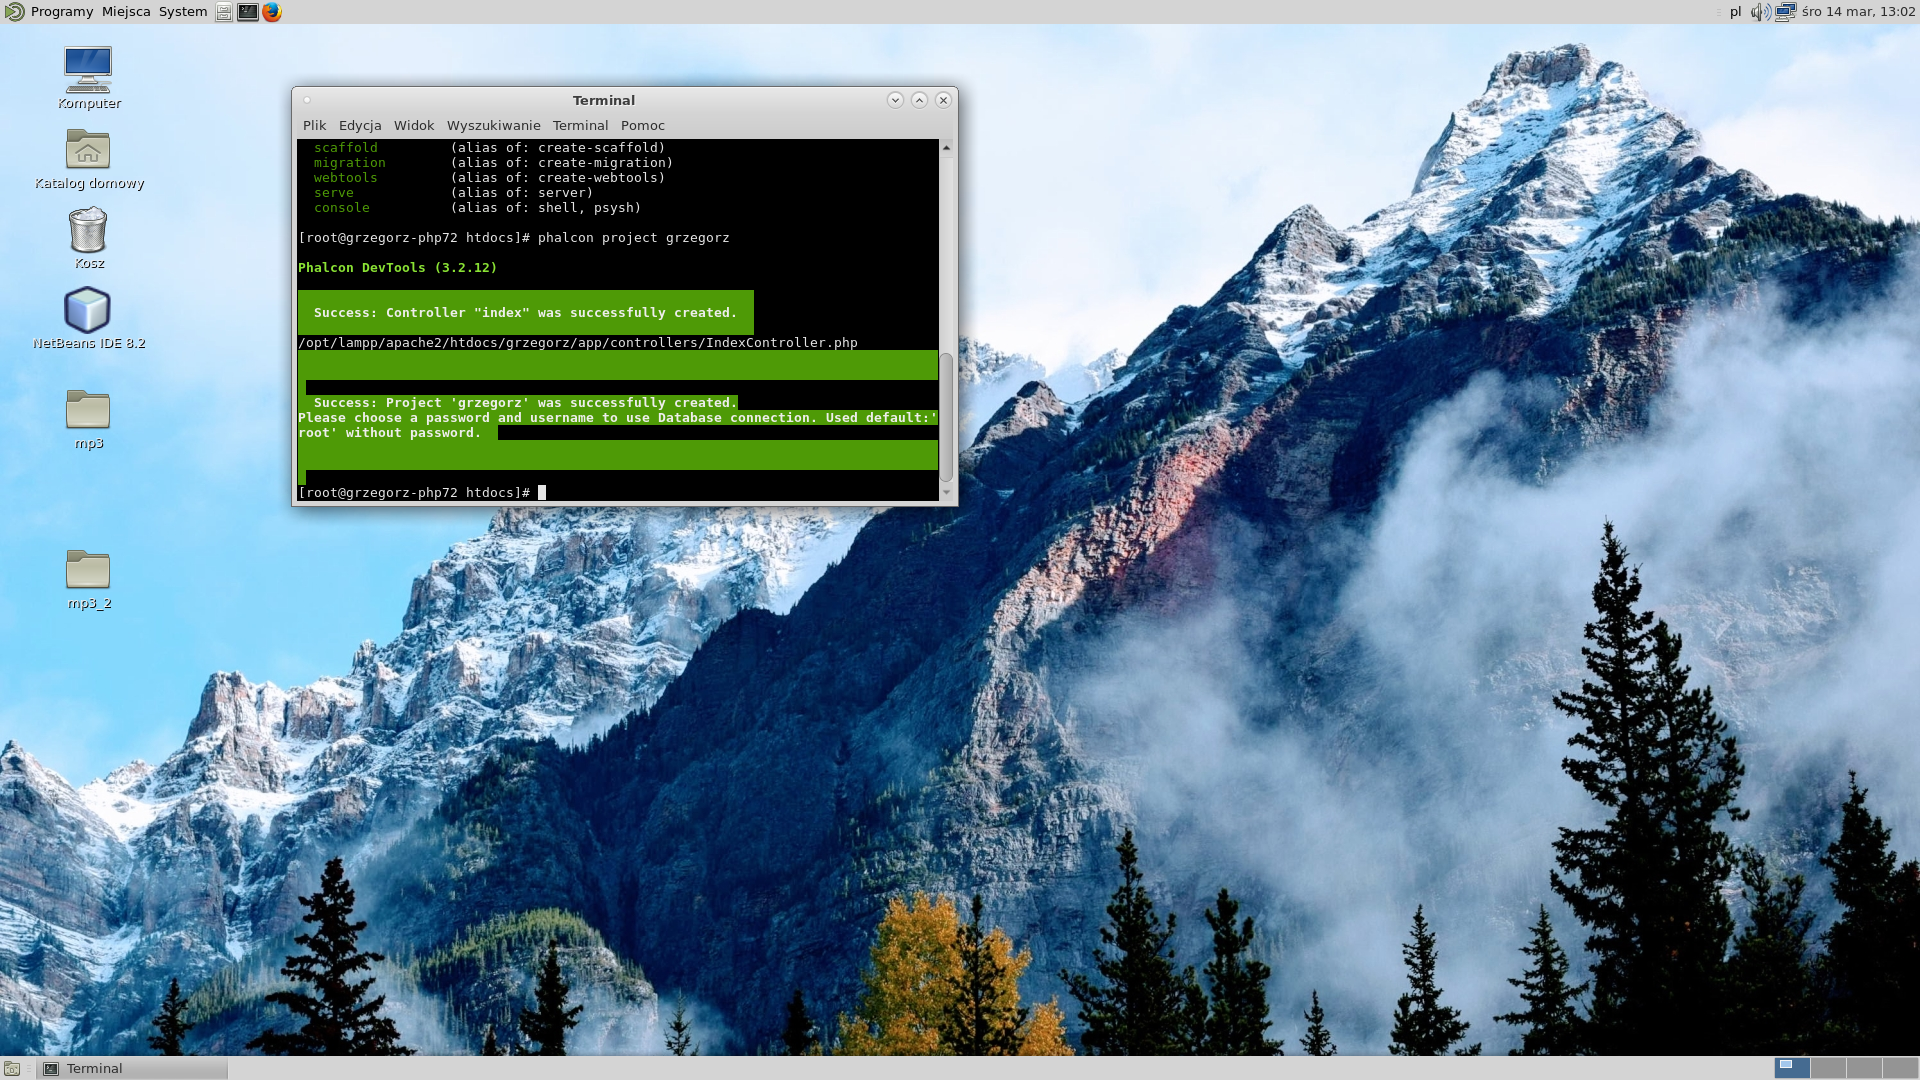 Programy Miejsca System
pl śro 14 mar, 13:02
Komputer
Katalog domowy
Kosz
NetBeans IDE 8.2
mp3
mp3_2
Terminal
Plik Edycja Widok Wyszukiwanie Terminal Pomoc
scaffold (alias of: create-scaffold)
migration (alias of: create-migration)
webtools (alias of: create-webtools)
serve (alias of: server)
console (alias of: shell, psysh)
[root@grzegorz-php72 htdocs]# phalcon project grzegorz
Phalcon DevTools (3.2.12)
Success: Controller "index" was successfully created.
/opt/lampp/apache2/htdocs/grzegorz/app/controllers/IndexController.php
Success: Project 'grzegorz' was successfully created.
Please choose a password and username to use Database connection. Used default:'
root' without password.
[root@grzegorz-php72 htdocs]#
Terminal